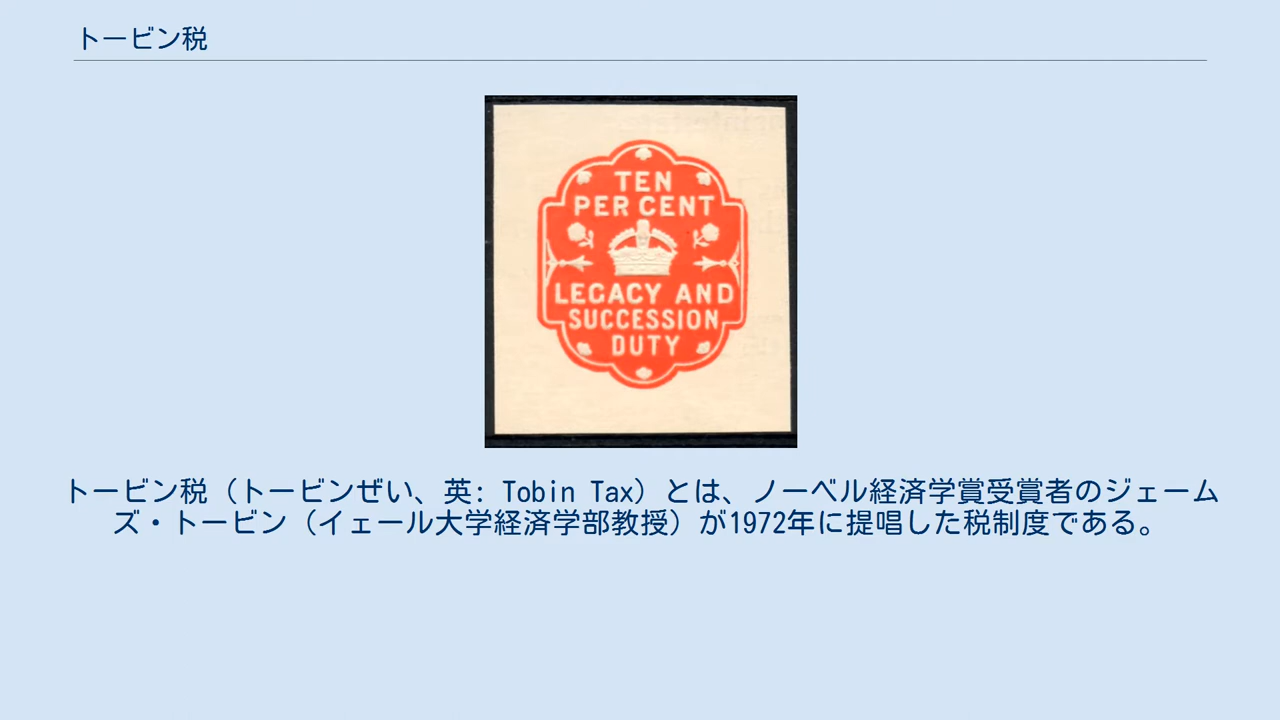 トービン税
TEN
PER CENT
LEGACY AND
SUCCESSION
DUTY
トービン税（トービンぜい、英: Tobin Tax）とは、ノーベル経済学賞受賞者のジェーム
ズ・トービン（イェール大学経済学部教授）が1972年に提唱した税制度である。